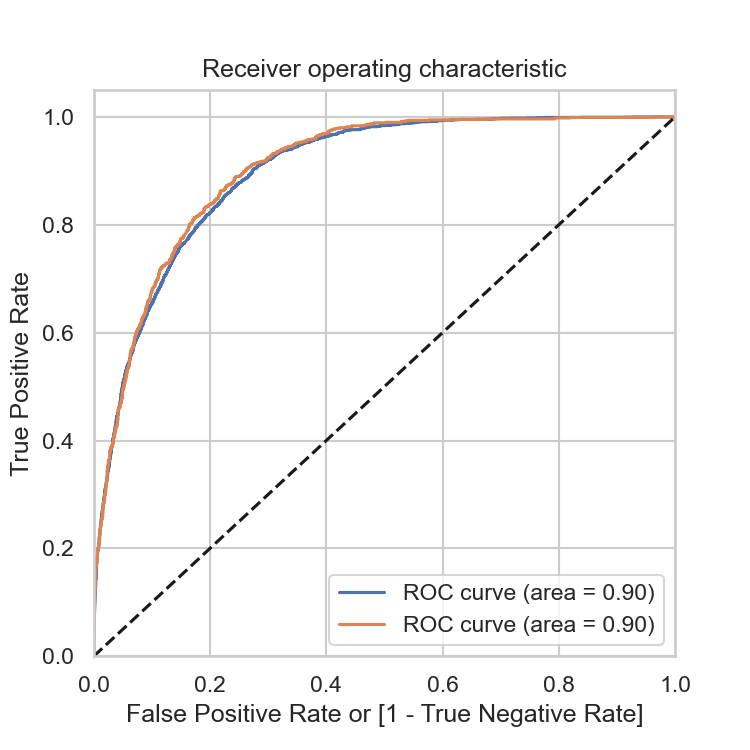 Receiver operating characteristic
True Positive Rate
1.0
0.8
0.6
0.4
0.2
0.0
ROC curve (area = 0.90)
ROC curve (area = 0.90)
0.0 0.2 0.4 0.6 0.8 1.0
False Positive Rate or [1 - True Negative Rate]